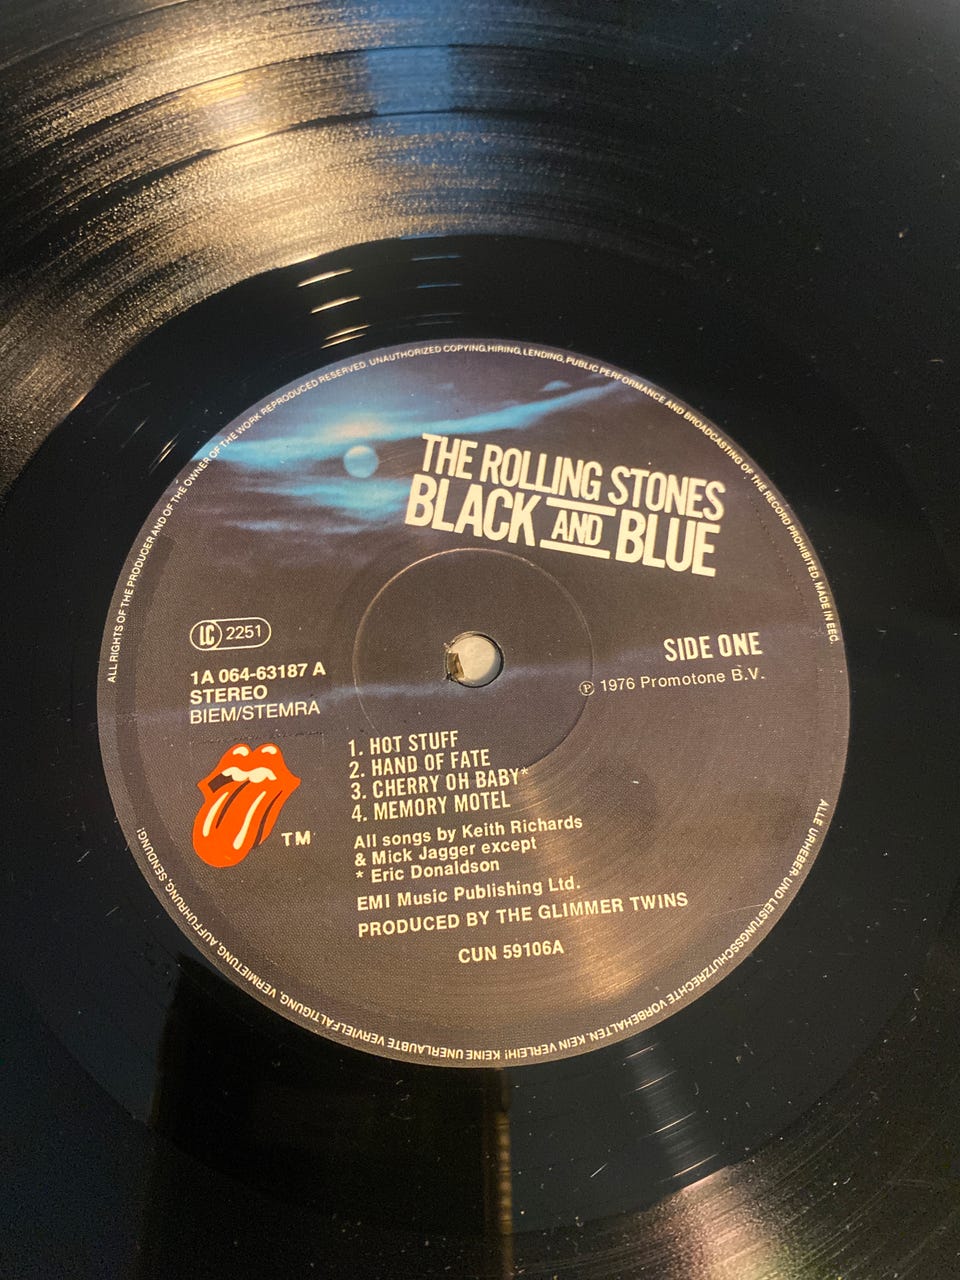 ALL RIGHTS OF THE PRODUCER AND OF THE OWNER OF THE WORK REPRODUCED RESERVED. UNAUTHORIZED COPYING, HIRING, LENDING, PUBLIC PERFORMANCE AND BROADCASTING OF THE RECORD PROHIBITED. MADE IN EEC.
THE ROLLING STONES
BLACK AND BLUE
LC 2251
1A 064-63187 A
STEREO
BIEM/STEMRA
SIDE ONE
Ⓟ 1976 Promotone B.V.
1. HOT STUFF
2. HAND OF FATE
3. CHERRY OH BABY*
4. MEMORY MOTEL
TM
All songs by Keith Richards
& Mick Jagger except
* Eric Donaldson
EMI Music Publishing Ltd.
PRODUCED BY THE GLIMMER TWINS
CUN 59106A
ALLE URHEBER UND LEISTUNGSSCHUTZRECHTE VORBEHALTEN. KEIN VERLEIH! KEINE UNERLAUBTE VERVIELFÄLTIGUNG, VERMIETUNG, AUFFÜHRUNG, SENDUNG!